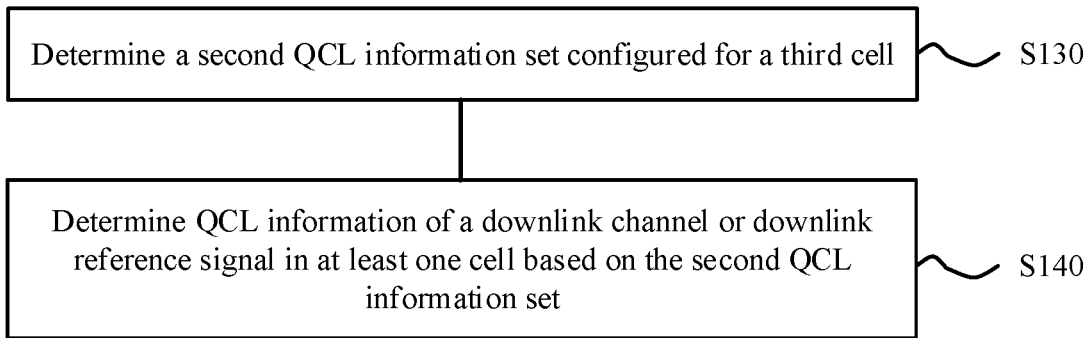 Determine a second QCL information set configured for a third cell
S130
Determine QCL information of a downlink channel or downlink
reference signal in at least one cell based on the second QCL
information set
S140